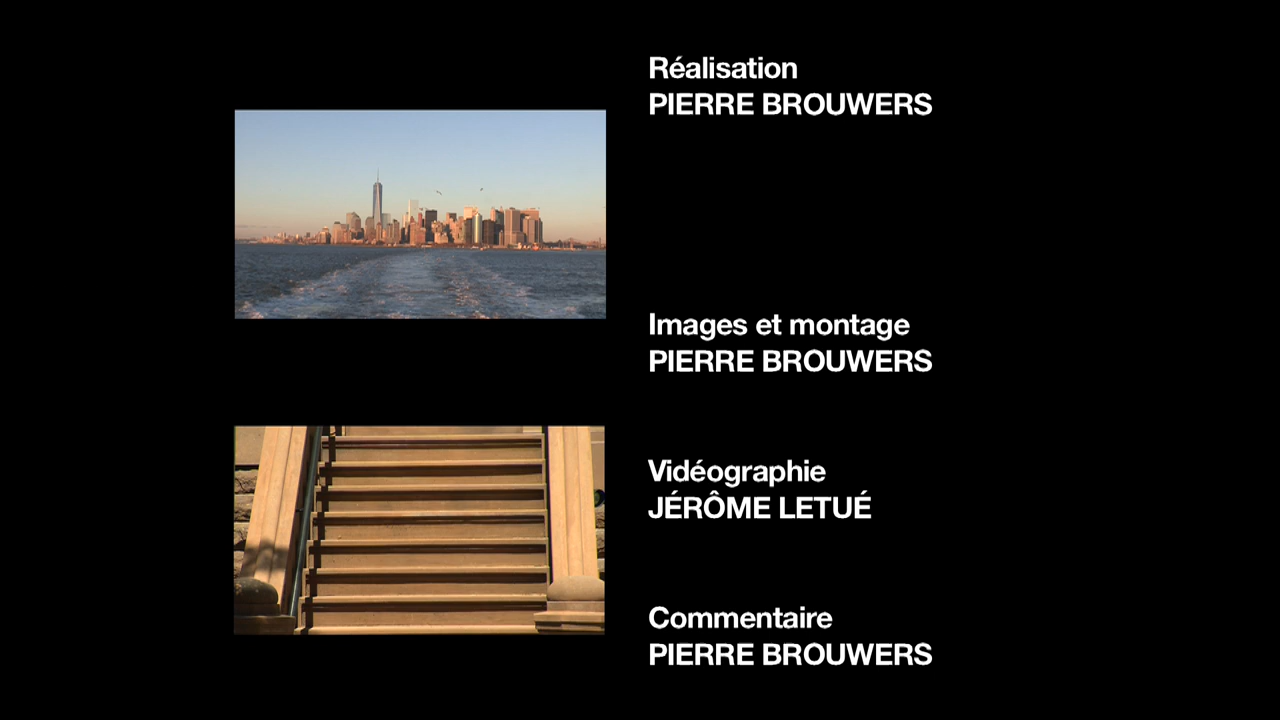 Réalisation
PIERRE BROUWERS
Images et montage
PIERRE BROUWERS
Vidéographie
JÉRÔME LETUÉ
Commentaire
PIERRE BROUWERS